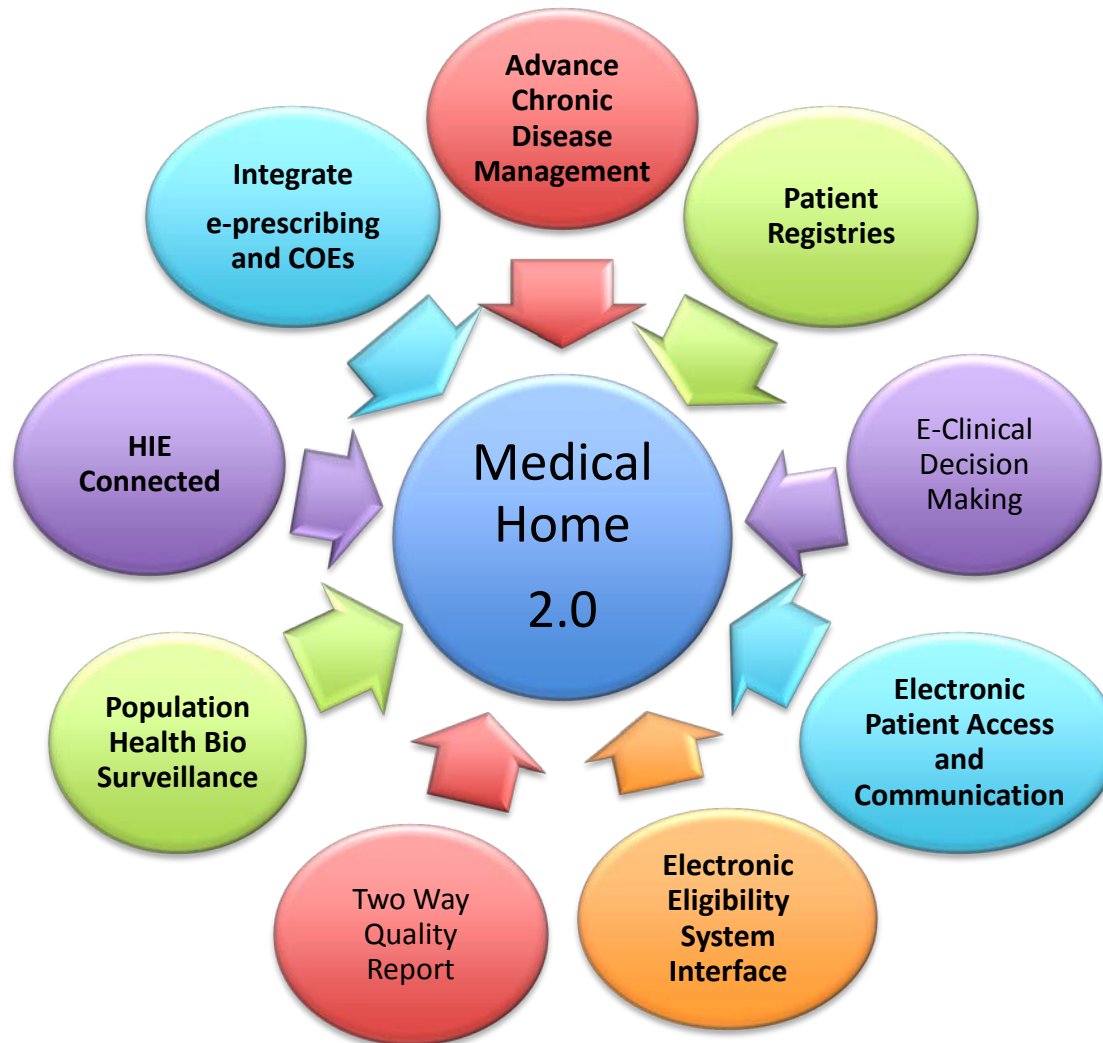 Advance
Chronic
Disease
Management
Patient
Registries
E-Clinical
Decision
Making
Electronic
Patient Access
and
Communication
Electronic
Eligibility
System
Interface
Two Way
Quality
Report
Population
Health Bio
Surveillance
HIE
Connected
Integrate
e-prescribing
and COEs
Medical
Home
2.0